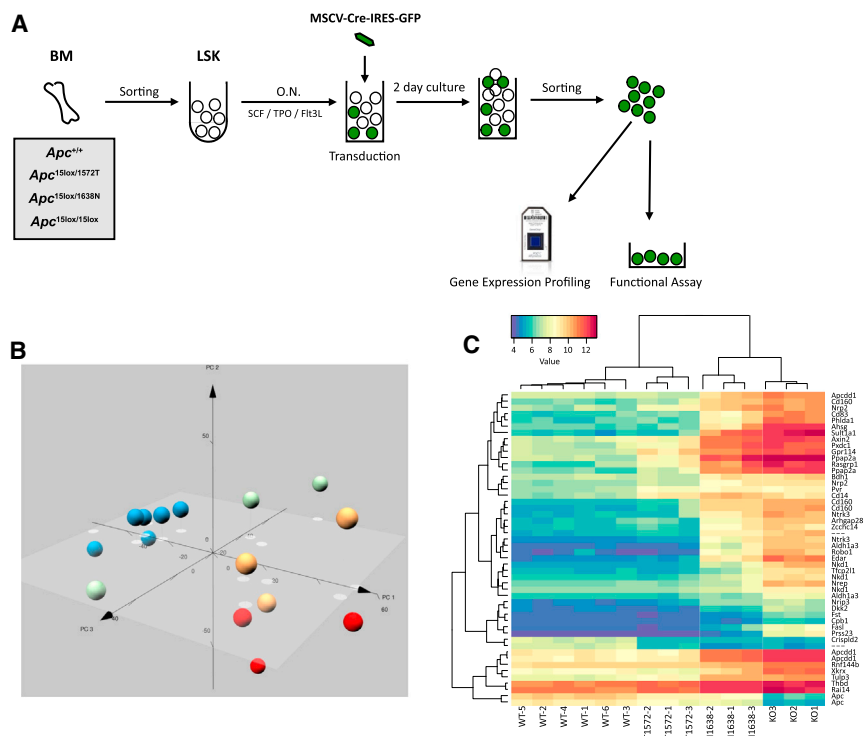 A
MSCV-Cre-IRES-GFP
BM
LSK
Sorting
O.N.
SCF / TPO / Flt3L
2 day culture
Sorting
Transduction
Apc+/+
Apc15lox/1572T
Apc15lox/1638N
Apc15lox/15lox
Gene Expression Profiling
Functional Assay
B
PC 2
50
0
-20
0
PC 1
60
PC 3
-50
C
4 6 8 10 12
Value
Apcdd1
Cd160
Nrp2
Cd83
Phlda1
Ahsg
Sult1a1
Axin2
Pxdc1
Gpr114
Ppap2a
Rasgrp1
Ppap2a
Bdh1
Nrp2
Pvr
Cd14
Cd160
Cd160
Ntrk3
Arhgap28
Zcchc14
---
Ntrk3
Aldh1a3
Robo1
Edar
Nkd1
Tfcp2l1
Nkd1
Nrep
Nkd1
Aldh1a3
Nrip3
Dkk2
Fst
Cpb1
Fasl
Prss23
Crispld2
---
Apcdd1
Apcdd1
Rnf144b
Xkrx
Tulp3
Thbd
Rai14
Apc
Apc
WT-5
WT-2
WT-4
WT-1
WT-6
WT-3
1572-1
1572-2
1572-3
1638-2
1638-1
1638-3
KO3
KO2
KO1